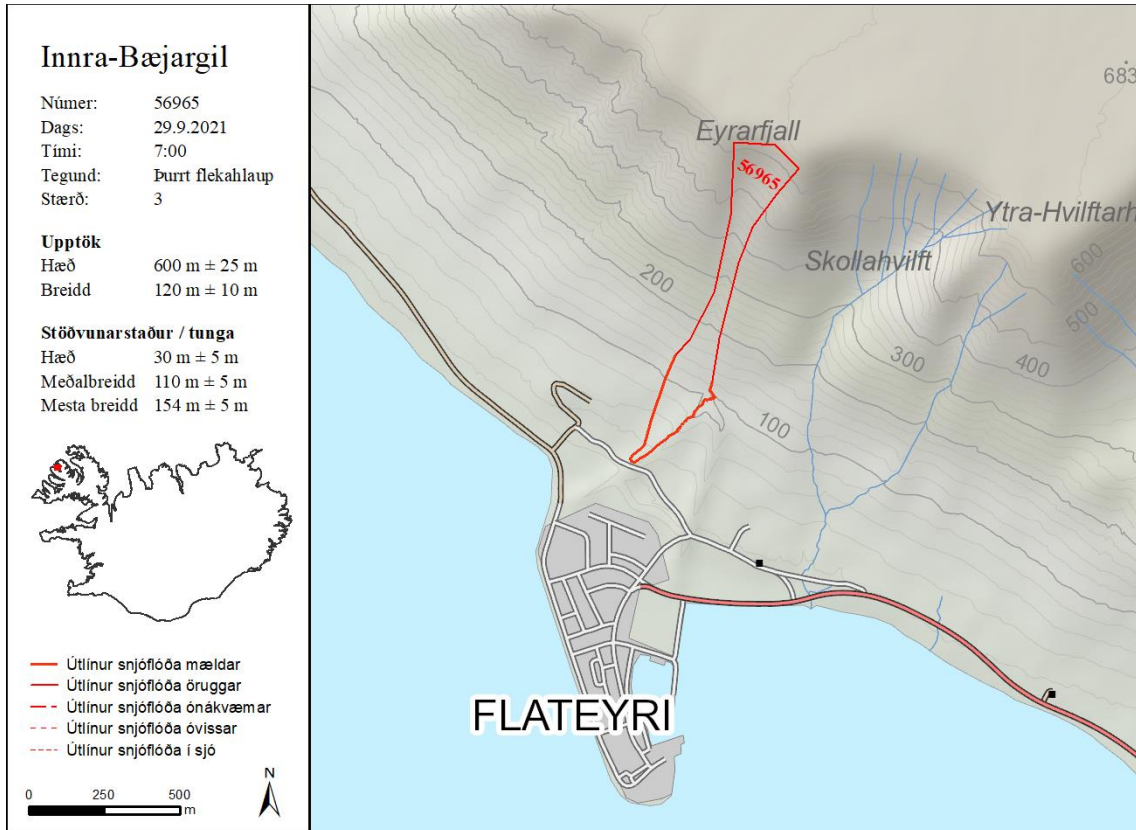 Innra-Bæjargil
Númer: 56965
Dags: 29.9.2021
Tími: 7:00
Tegund: Þurrt flekahlaup
Stærð: 3
Upptök
Hæð 600 m ± 25 m
Breidd 120 m ± 10 m
Stöðvunarstaður / tunga
Hæð 30 m ± 5 m
Meðalbreidd 110 m ± 5 m
Mesta breidd 154 m ± 5 m
Útlínur snjóflóða mældar
Útlínur snjóflóða öruggar
Útlínur snjóflóða ónákvæmar
Útlínur snjóflóða óvissar
Útlínur snjóflóða í sjó
N
0 250 500
m
683
Eyrarfjall
56965
Ytra-Hvilftarh
Skollahvilft
600
200
500
300
400
100
FLATEYRI